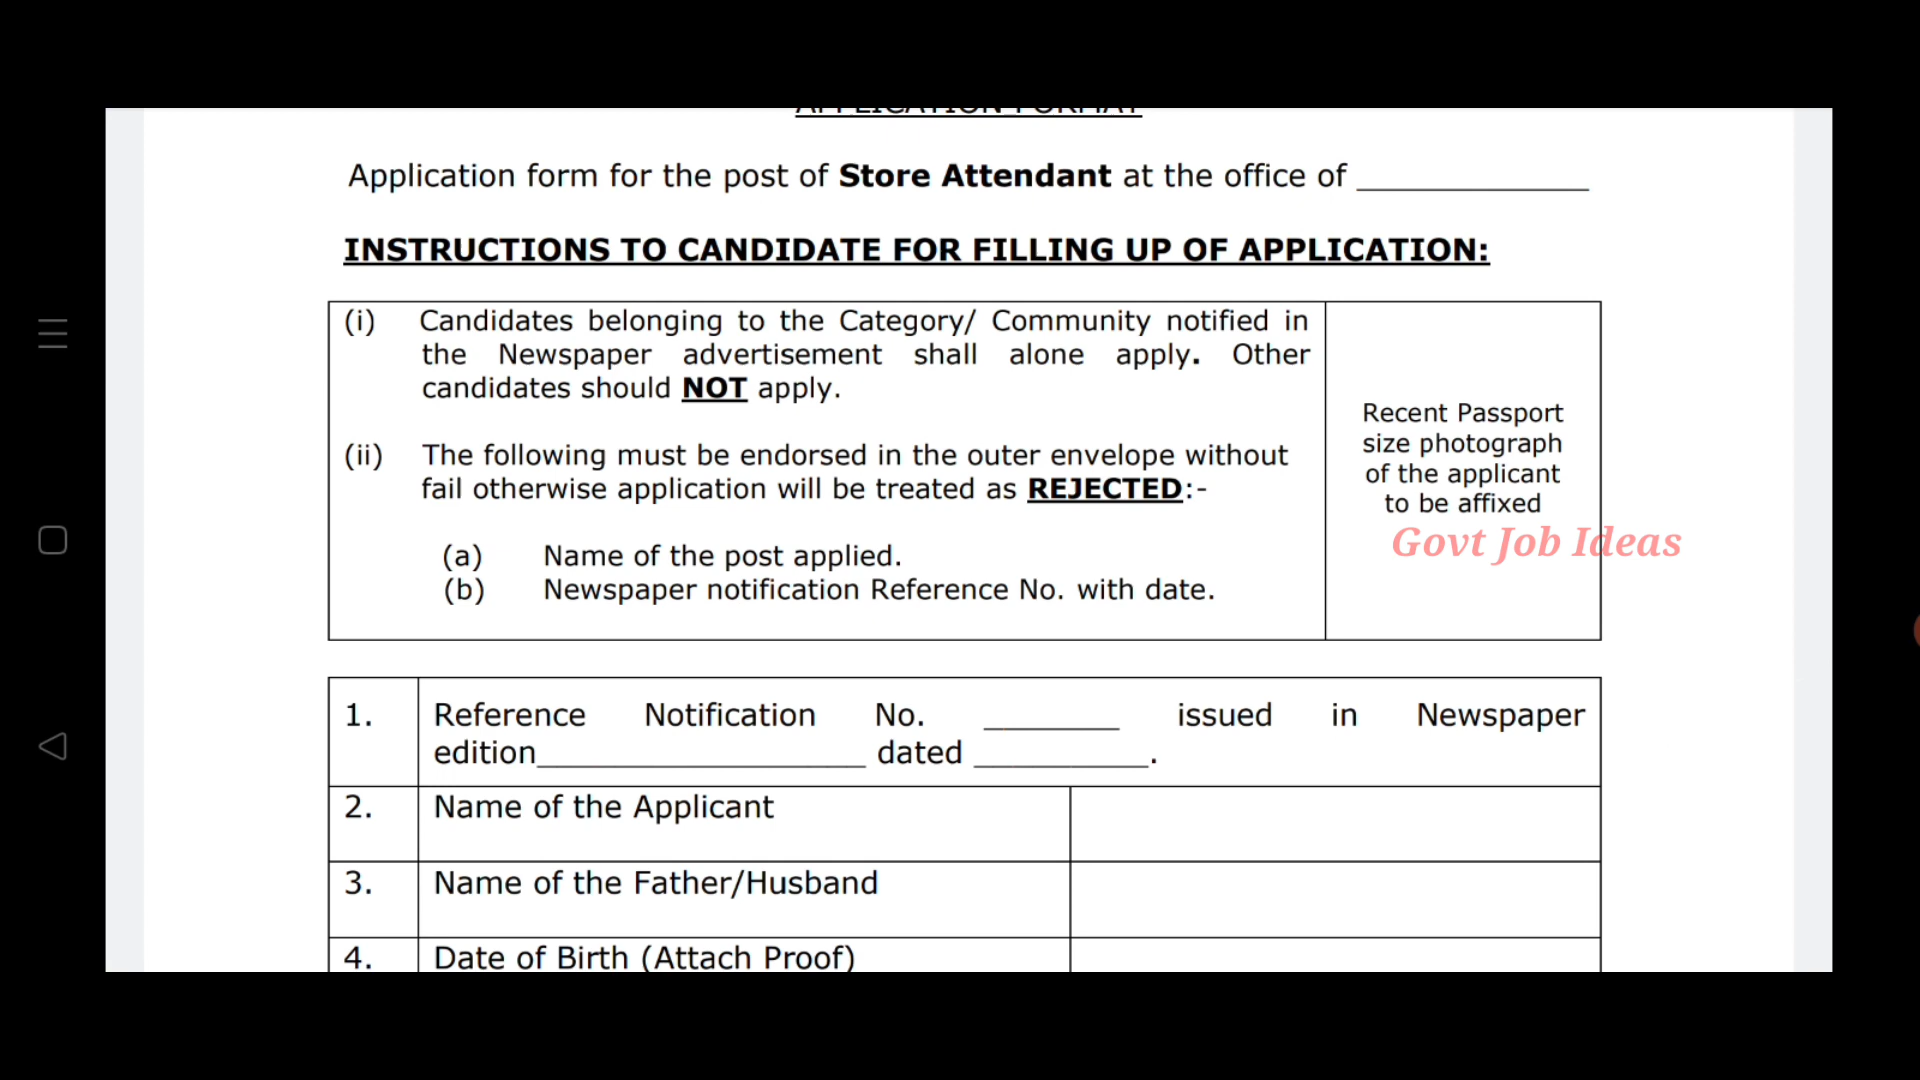 APPLICATION FORMAT
Application form for the post of Store Attendant at the office of ______________
INSTRUCTIONS TO CANDIDATE FOR FILLING UP OF APPLICATION:
(i) Candidates belonging to the Category/ Community notified in
the Newspaper advertisement shall alone apply. Other
candidates should NOT apply.
(ii) The following must be endorsed in the outer envelope without
fail otherwise application will be treated as REJECTED:-
(a) Name of the post applied.
(b) Newspaper notification Reference No. with date.
Recent Passport
size photograph
of the applicant
to be affixed
Govt Job Ideas
1. Reference Notification No. ________ issued in Newspaper
edition___________________ dated __________.
2. Name of the Applicant
3. Name of the Father/Husband
4. Date of Birth (Attach Proof)